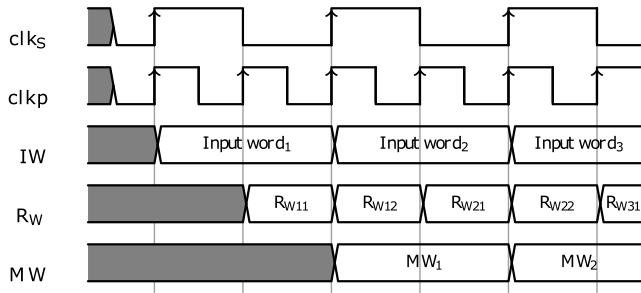 clkS
clkp
IW Input word1 Input word2 Input word3
RW RW11 RW12 RW21 RW22 RW31
MW MW1 MW2